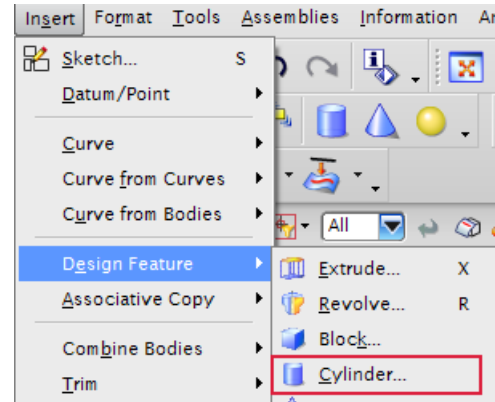 Insert Format Tools Assemblies Information
Sketch... S
Datum/Point
Curve
Curve from Curves
Curve from Bodies
All
Design Feature
Extrude... X
Associative Copy
Revolve... R
Block...
Combine Bodies
Cylinder...
Trim